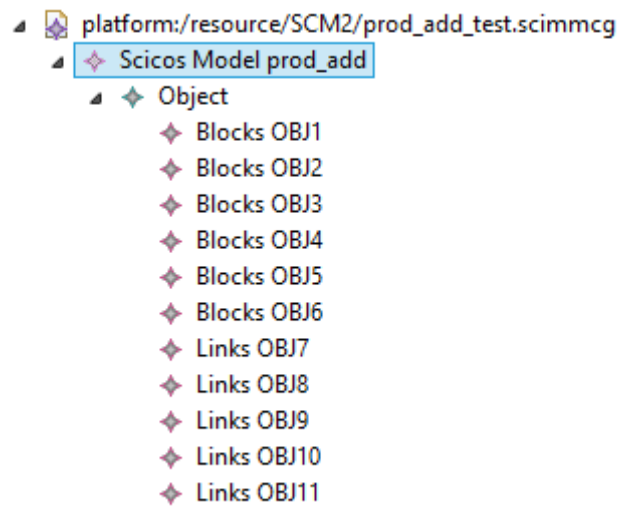 platform:/resource/SCM2/prod_add_test.scimmcg
Scicos Model prod_add
Object
Blocks OBJ1
Blocks OBJ2
Blocks OBJ3
Blocks OBJ4
Blocks OBJ5
Blocks OBJ6
Links OBJ7
Links OBJ8
Links OBJ9
Links OBJ10
Links OBJ11